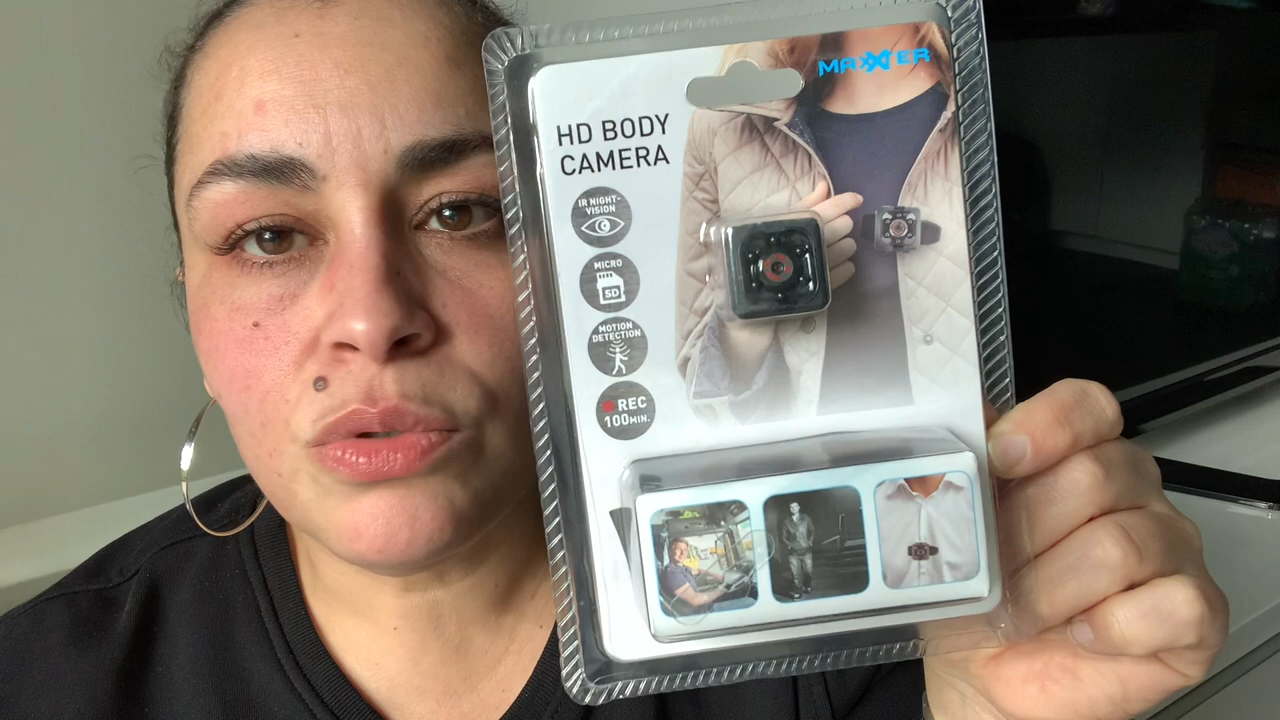 MAXXTER
HD BODY
CAMERA
IR NIGHT-
VISION
MICRO
SD
MOTION
DETECTION
REC
100MIN.